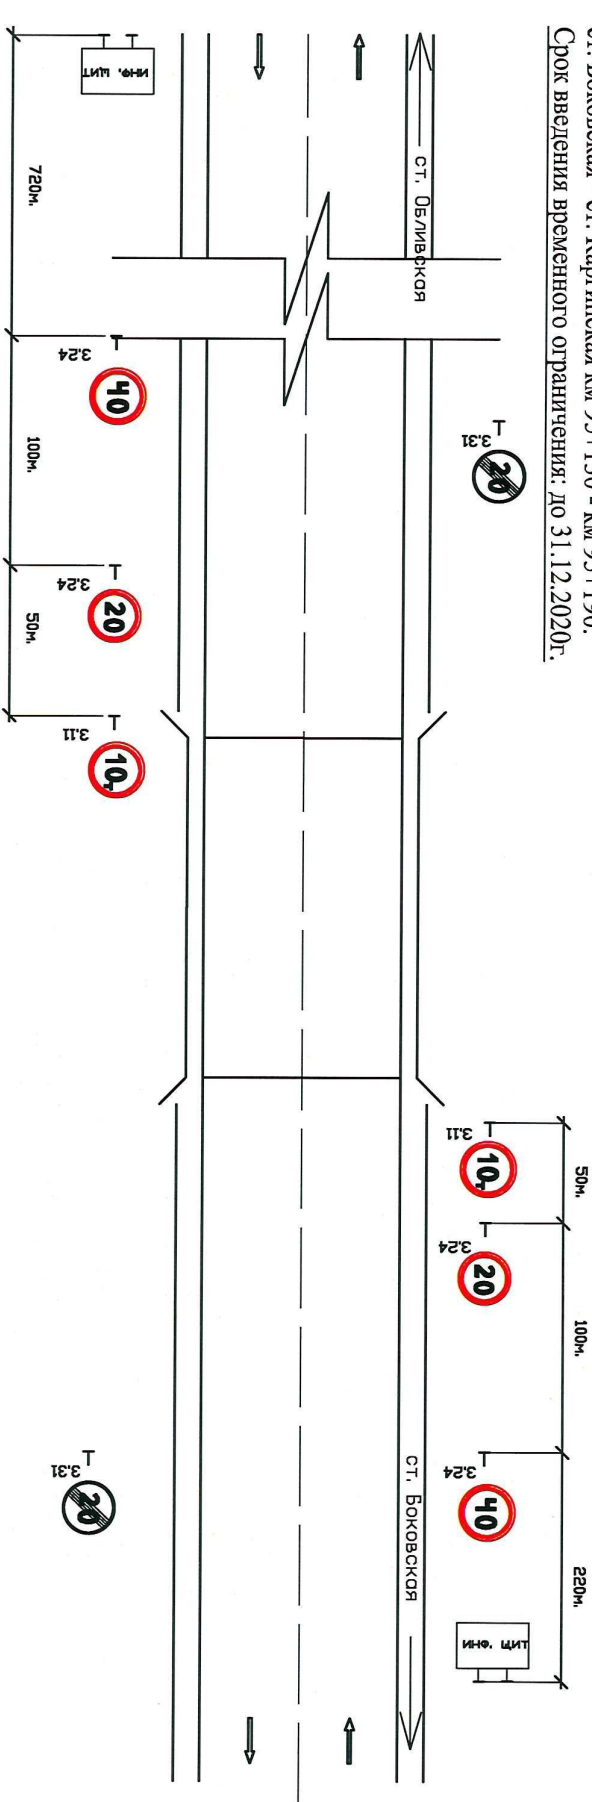 Срок введения временного ограничения: до 31.12.2020г.
50м.
100м.
220м.
3.31
20
3.11
10т
3.24
20
3.24
40
ИНФ. ЩИТ
ст. Обливская
ст. Боковская
ИНФ. ЩИТ
3.24
40
3.24
20
3.11
10т
3.31
20
720м.
100м.
50м.